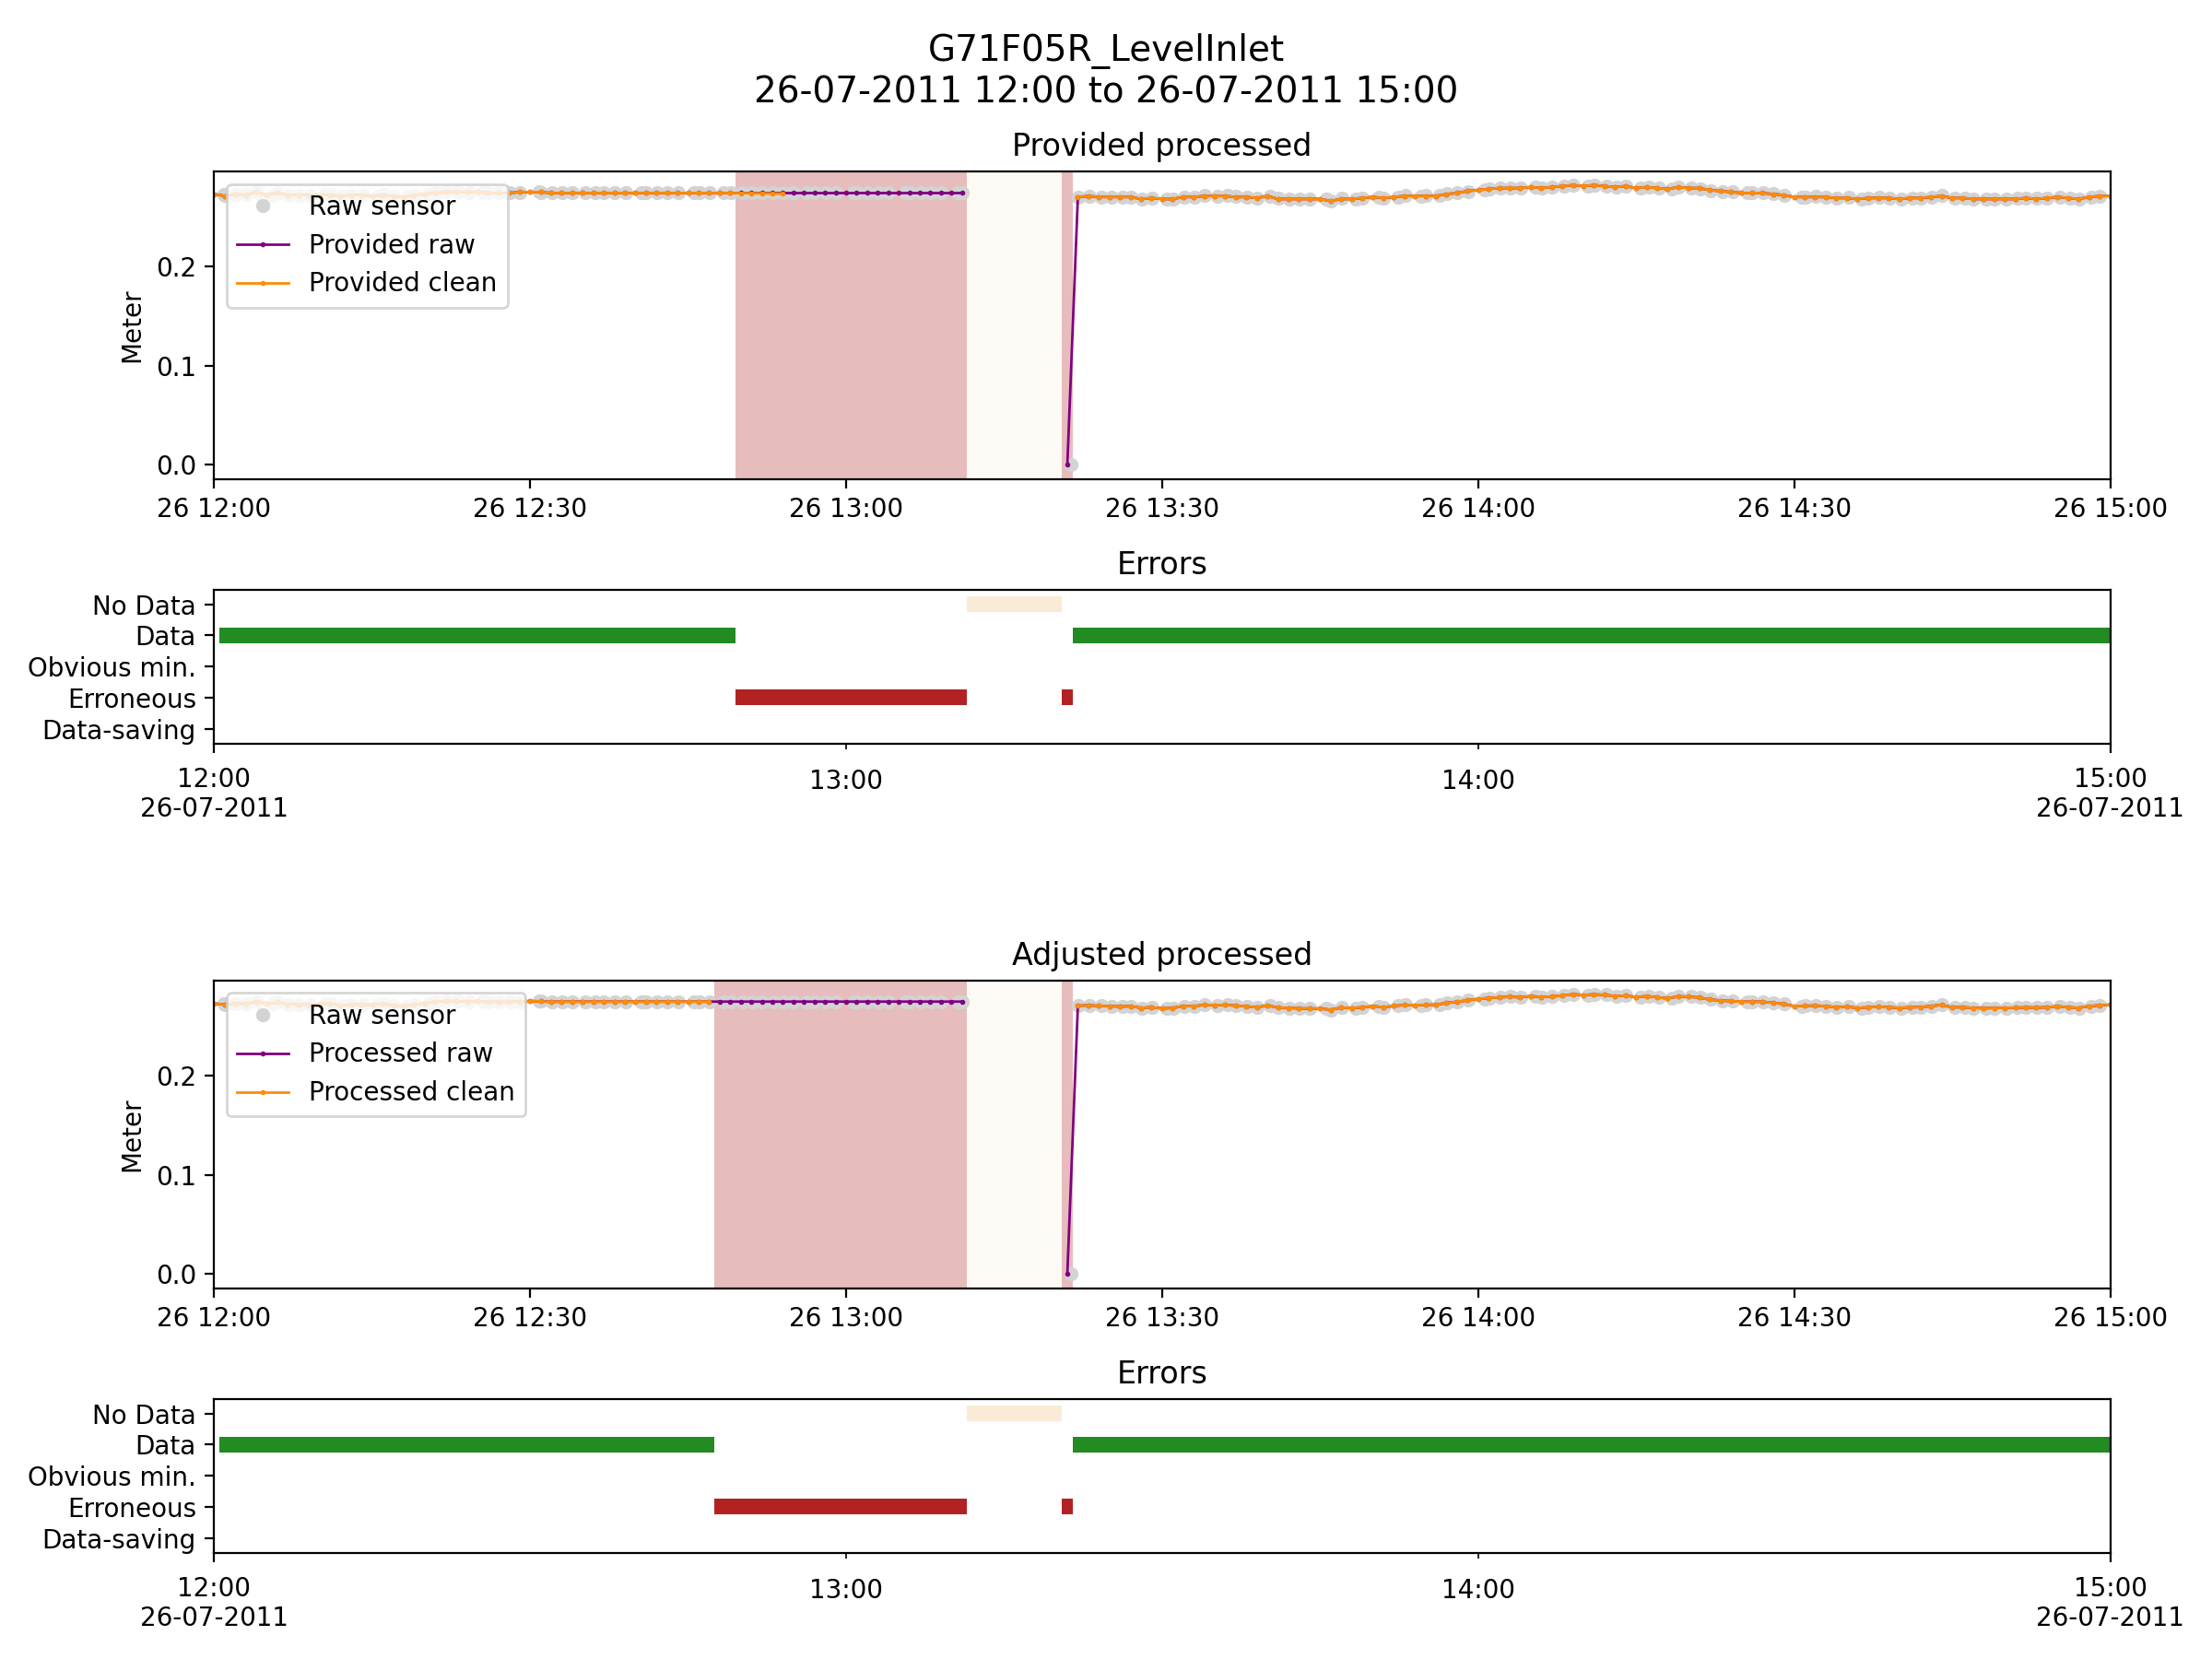 G71F05R_LevelInlet
26-07-2011 12:00 to 26-07-2011 15:00
Provided processed
Raw sensor
Provided raw
Provided clean
Meter
0.2
0.1
0.0
26 12:00 26 12:30 26 13:00 26 13:30 26 14:00 26 14:30 26 15:00
Errors
No Data
Data
Obvious min.
Erroneous
Data-saving
12:00 13:00 14:00 15:00
26-07-2011 26-07-2011
Adjusted processed
Raw sensor
Processed raw
Processed clean
Meter
0.2
0.1
0.0
26 12:00 26 12:30 26 13:00 26 13:30 26 14:00 26 14:30 26 15:00
Errors
No Data
Data
Obvious min.
Erroneous
Data-saving
12:00 13:00 14:00 15:00
26-07-2011 26-07-2011